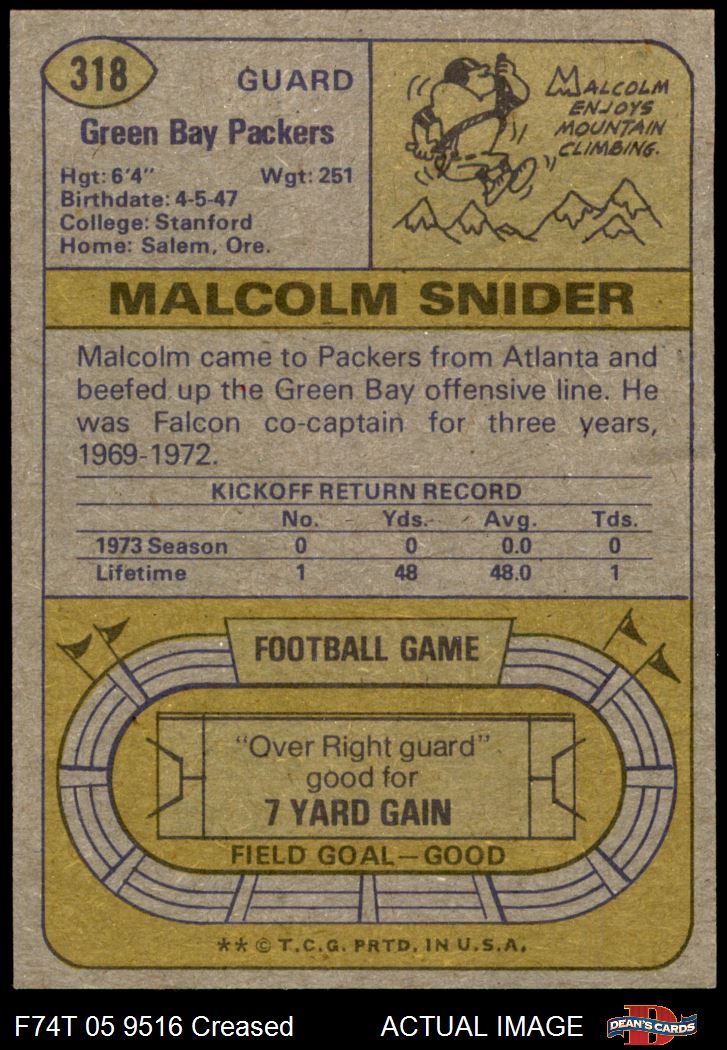 318
GUARD
Green Bay Packers
Hgt: 6'4" Wgt: 251
Birthdate: 4-5-47
College: Stanford
Home: Salem, Ore.
MALCOLM
ENJOYS
MOUNTAIN
CLIMBING.
MALCOLM SNIDER
Malcolm came to Packers from Atlanta and
beefed up the Green Bay offensive line. He
was Falcon co-captain for three years,
1969-1972.
KICKOFF RETURN RECORD
No. Yds. Avg. Tds.
1973 Season 0 0 0.0 0
Lifetime 1 48 48.0 1
FOOTBALL GAME
"Over Right guard"
good for
7 YARD GAIN
FIELD GOAL—GOOD
** © T.C.G. PRTD. IN U.S.A.
F74T 05 9516 Creased ACTUAL IMAGE
D
DEAN'S CARDS